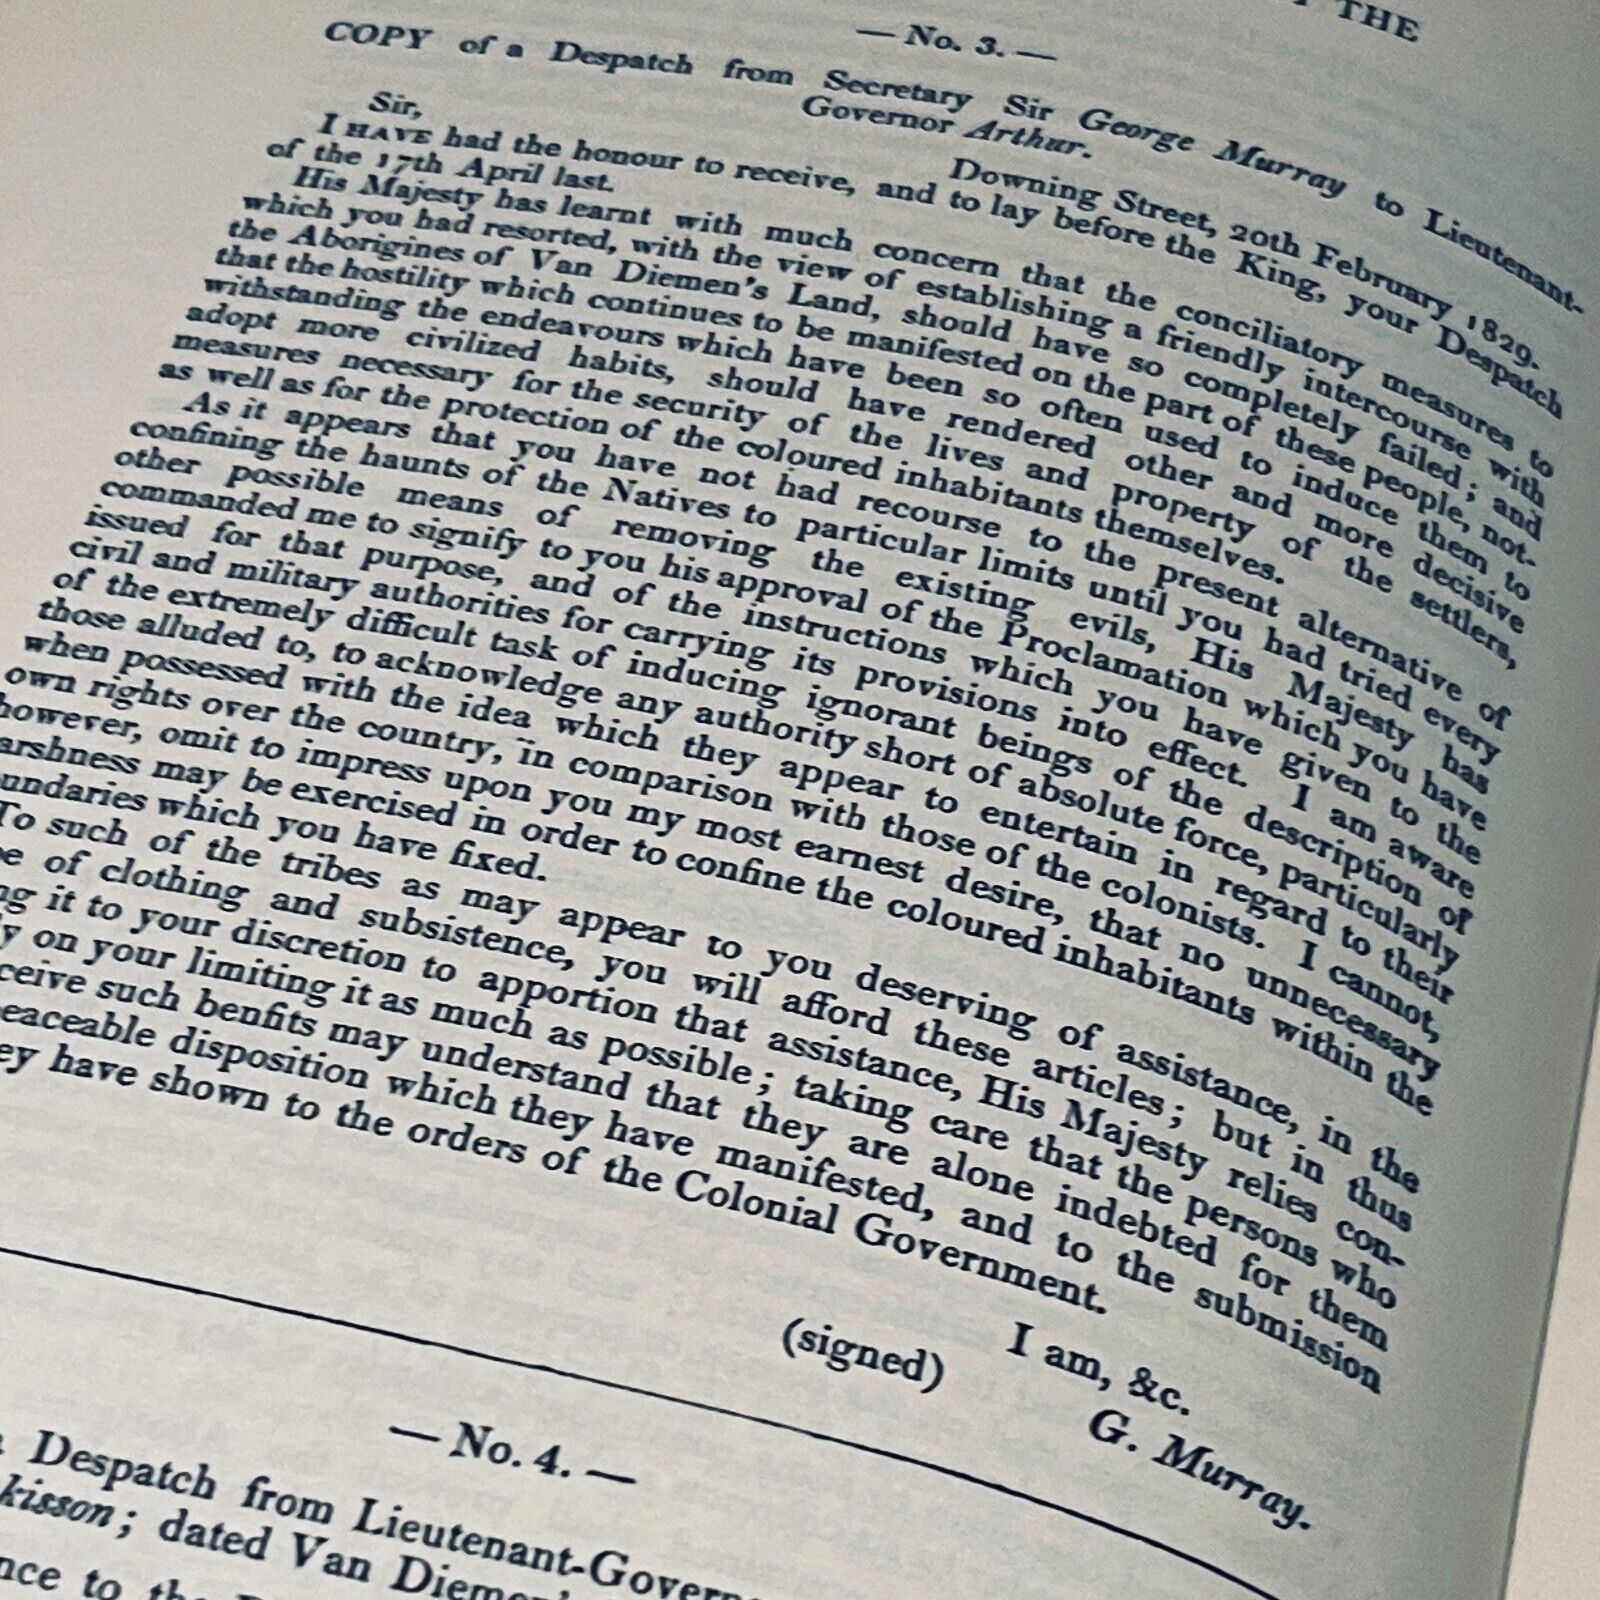 THE
— No. 3. —
COPY of a Despatch from Secretary Sir George Murray to Lieutenant-
Governor Arthur.
Downing Street, 20th February 1829.
Sir,
I HAVE had the honour to receive, and to lay before the King, your Despatch
of the 17th April last.
His Majesty has learnt with much concern that the conciliatory measures to
which you had resorted, with the view of establishing a friendly intercourse with
the Aborigines of Van Diemen's Land, should have so completely failed; and
that the hostility which continues to be manifested on the part of these people, not-
withstanding the endeavours which have been so often used to induce them to
adopt more civilized habits, should have rendered other and more decisive
measures necessary for the security of the lives and property of the settlers,
as well as for the protection of the coloured inhabitants themselves.
As it appears that you have not had recourse to the present alternative of
confining the haunts of the Natives to particular limits until you had tried every
other possible means of removing the existing evils, His Majesty has
commanded me to signify to you his approval of the Proclamation which you have
issued for that purpose, and of the instructions which you have given to the
civil and military authorities for carrying its provisions into effect. I am aware
of the extremely difficult task of inducing ignorant beings of the description of
those alluded to, to acknowledge any authority short of absolute force, particularly
when possessed with the idea which they appear to entertain in regard to their
own rights over the country, in comparison with those of the colonists. I cannot,
however, omit to impress upon you my most earnest desire, that no unnecessary
arshness may be exercised in order to confine the coloured inhabitants within the
undaries which you have fixed.
To such of the tribes as may appear to you deserving of assistance, in the
pe of clothing and subsistence, you will afford these articles; but in thus
ng it to your discretion to apportion that assistance, His Majesty relies con-
y on your limiting it as much as possible; taking care that the persons who
ceive such benfits may understand that they are alone indebted for them
peaceable disposition which they have manifested, and to the submission
ey have shown to the orders of the Colonial Government.
I am, &c.
(signed) G. Murray.
— No. 4. —
Despatch from Lieutenant-Govern
kisson; dated Van Diemen'
nce to the